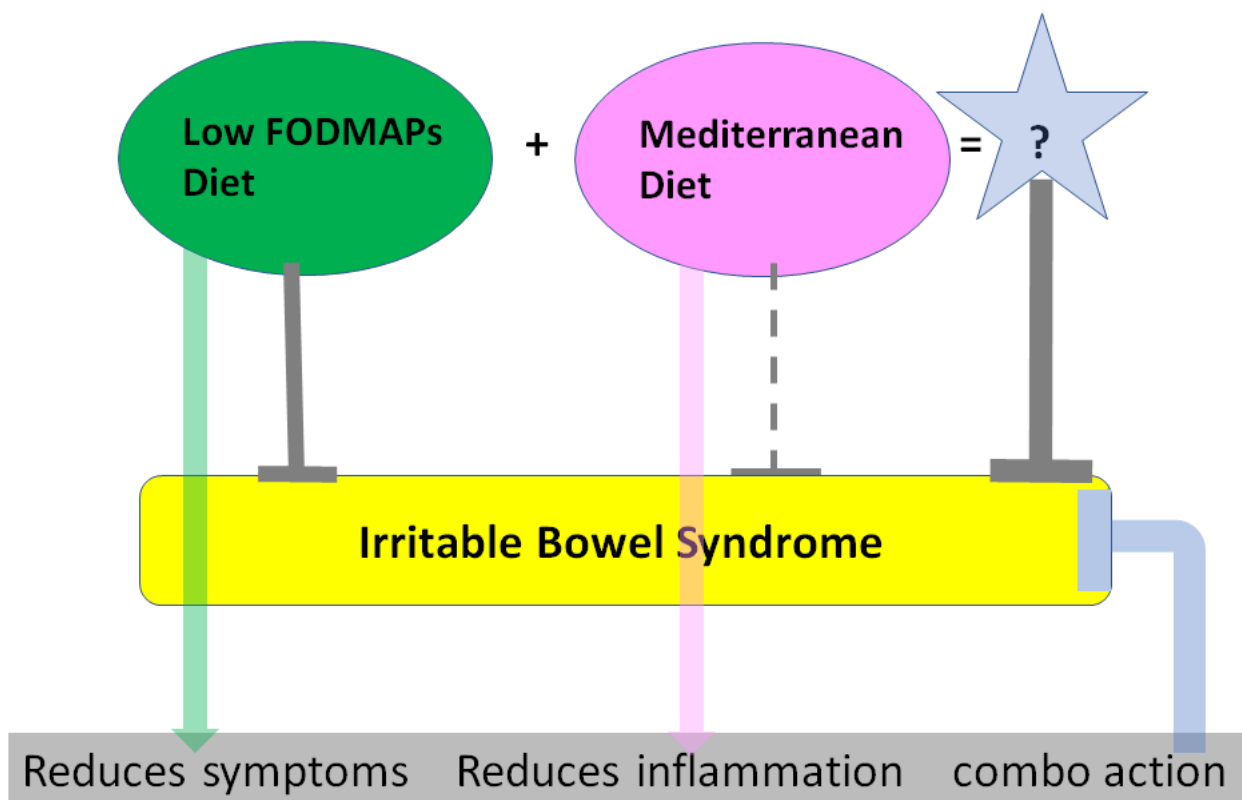 Low FODMAPs
Diet
+
Mediterranean
Diet
=
?
Irritable Bowel Syndrome
Reduces symptoms
Reduces inflammation
combo action